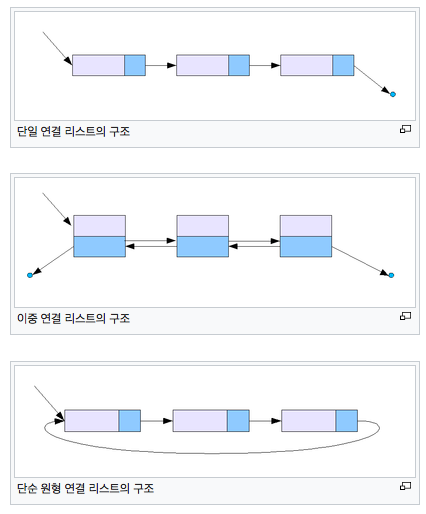 단일 연결 리스트의 구조
이중 연결 리스트의 구조
단순 원형 연결 리스트의 구조